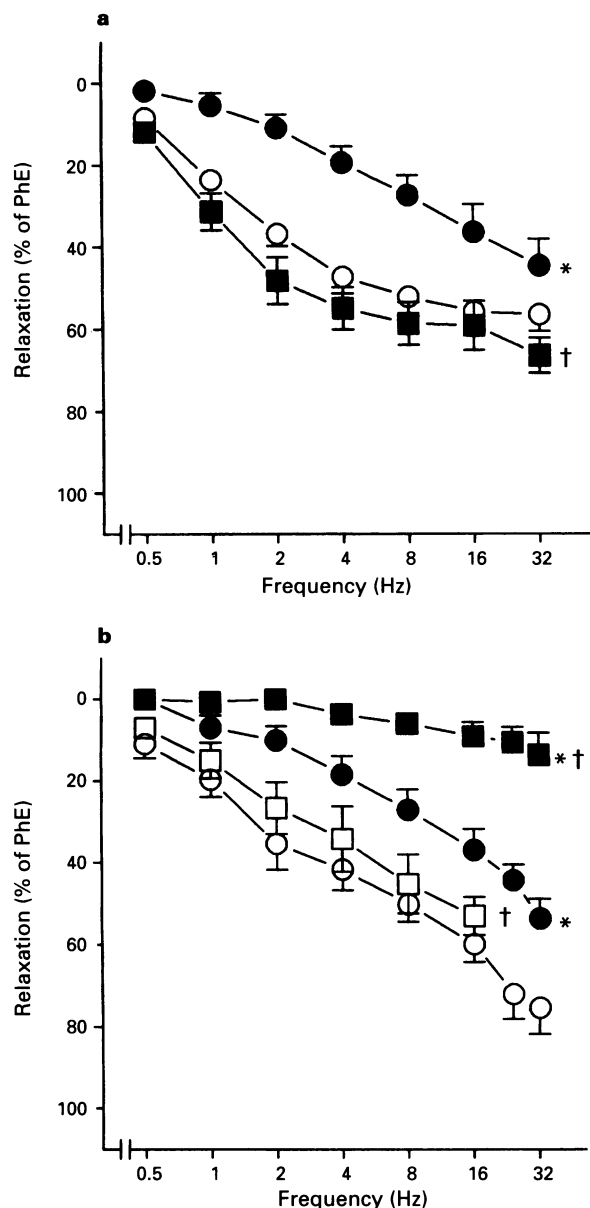 a
Relaxation (% of PhE)
0
20
40
60
80
100
*
†
0.5 1 2 4 8 16 32
Frequency (Hz)
b
Relaxation (% of PhE)
0
20
40
60
80
100
* †
†
*
0.5 1 2 4 8 16 32
Frequency (Hz)